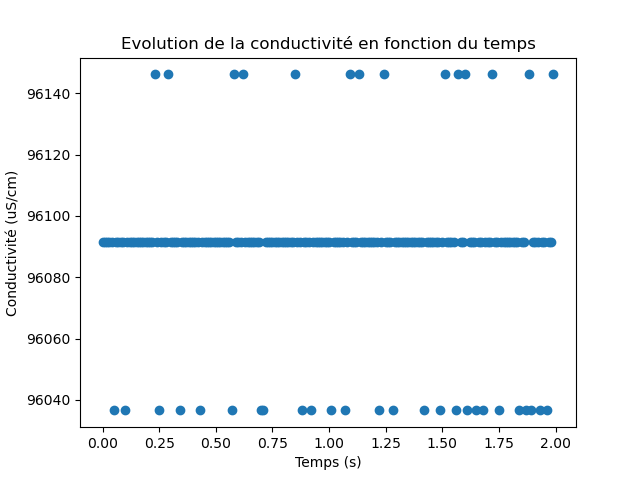 Evolution de la conductivité en fonction du temps
Conductivité (uS/cm)
96140
96120
96100
96080
96060
96040
0.00 0.25 0.50 0.75 1.00 1.25 1.50 1.75 2.00
Temps (s)